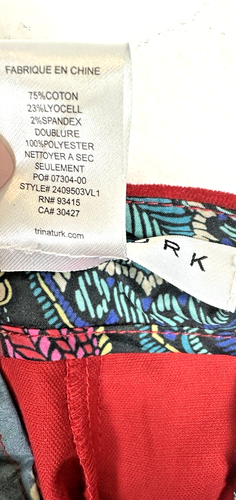 FABRIQUE EN CHINE
75%COTON
23%LYOCELL
2%SPANDEX
DOUBLURE
100%POLYESTER
NETTOYER A SEC
SEULEMENT
PO# 07304-00
STYLE# 2409503VL1
RN# 93415
CA# 30427
trinaturk.com
URK